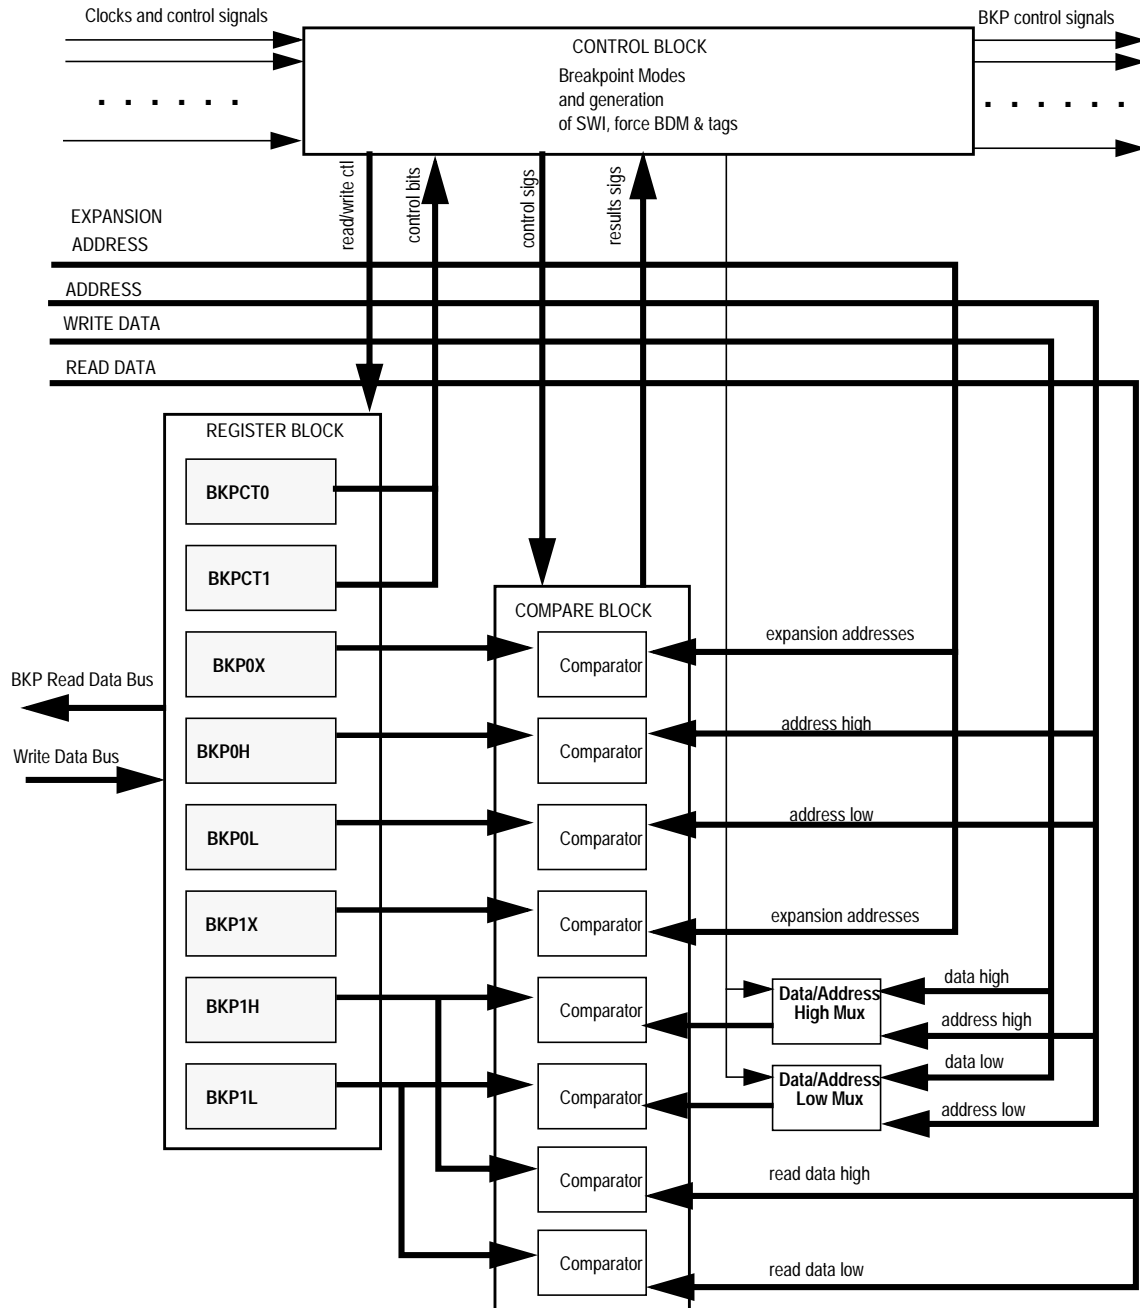 Clocks and control signals
BKP control signals
CONTROL BLOCK
Breakpoint Modes
and generation
of SWI, force BDM & tags
read/write ctl
control bits
control sigs
results sigs
EXPANSION
ADDRESS
ADDRESS
WRITE DATA
READ DATA
REGISTER BLOCK
BKPCT0
BKPCT1
COMPARE BLOCK
BKP0X
Comparator
expansion addresses
BKP Read Data Bus
BKP0H
Comparator
address high
Write Data Bus
BKP0L
Comparator
address low
BKP1X
Comparator
expansion addresses
BKP1H
Comparator
Data/Address
High Mux
data high
address high
BKP1L
Comparator
Data/Address
Low Mux
data low
address low
Comparator
read data high
Comparator
read data low